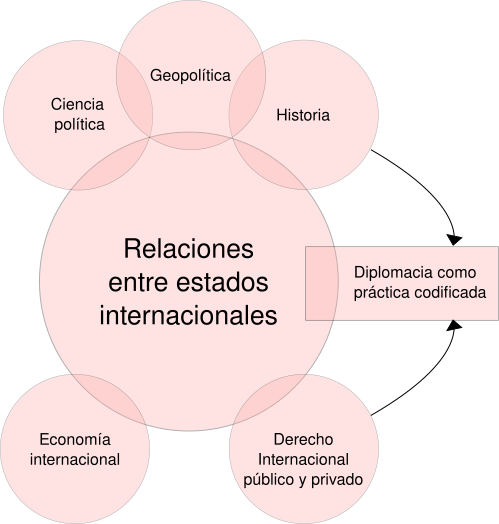 Geopolítica
Ciencia
política
Historia
Relaciones
entre estados
internacionales
Diplomacia como
práctica codificada
Economía
internacional
Derecho
Internacional
público y privado